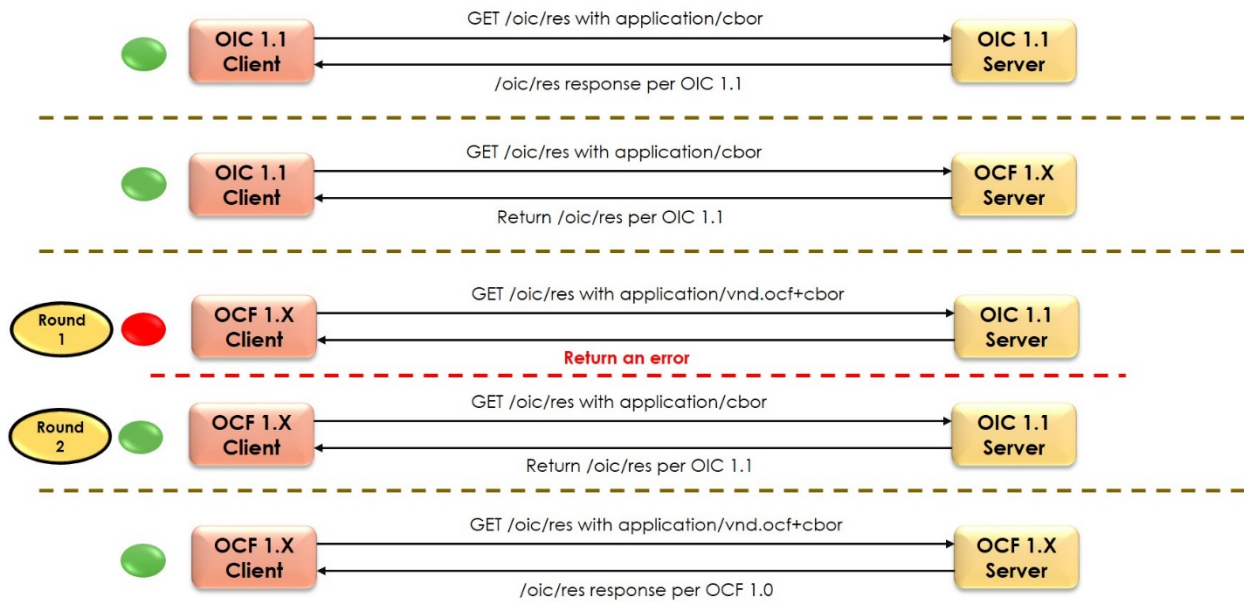 GET /oic/res with application/cbor
OIC 1.1
Client
OIC 1.1
Server
/oic/res response per OIC 1.1
GET /oic/res with application/cbor
OIC 1.1
Client
OCF 1.X
Server
Return /oic/res per OIC 1.1
GET /oic/res with application/vnd.ocf+cbor
Round
1
OCF 1.X
Client
OIC 1.1
Server
Return an error
GET /oic/res with application/cbor
Round
2
OCF 1.X
Client
OIC 1.1
Server
Return /oic/res per OIC 1.1
GET /oic/res with application/vnd.ocf+cbor
OCF 1.X
Client
OCF 1.X
Server
/oic/res response per OCF 1.0